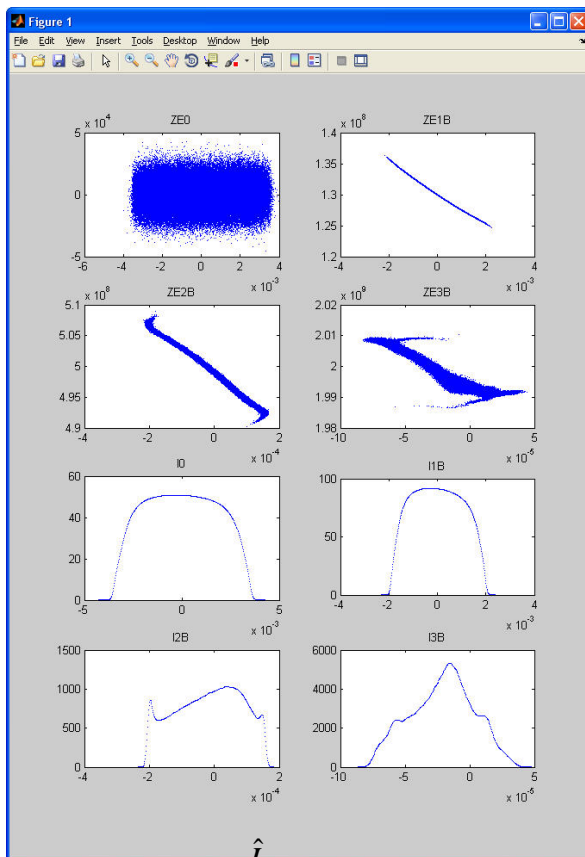 Figure 1
File Edit View Insert Tools Desktop Window Help
ZE0
x 10^4
5
0
-5
-6 -4 -2 0 2 4
x 10^-3
ZE1B
x 10^8
1.4
1.35
1.3
1.25
1.2
-4 -2 0 2 4
x 10^-3
ZE2B
x 10^8
5.1
5.05
5
4.95
4.9
-4 -2 0 2
x 10^-4
ZE3B
x 10^9
2.02
2.01
2
1.99
1.98
-10 -5 0 5
x 10^-5
I0
60
40
20
0
-5 0 5
x 10^-3
I1B
100
50
0
-4 -2 0 2 4
x 10^-3
I2B
1500
1000
500
0
-4 -2 0 2
x 10^-4
I3B
6000
4000
2000
0
-10 -5 0 5
x 10^-5